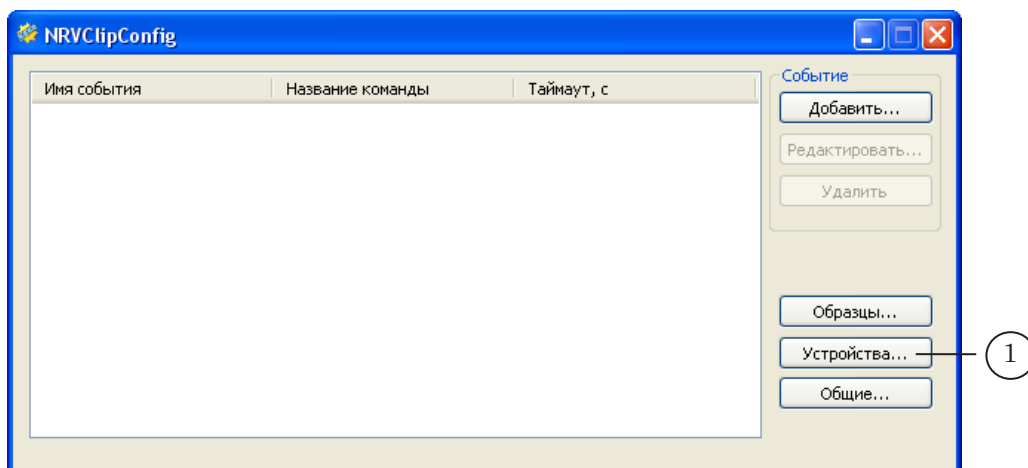 NRVClipConfig
Имя события Название команды Таймаут, с
Событие
Добавить...
Редактировать...
Удалить
Образцы...
Устройства...
1
Общие...